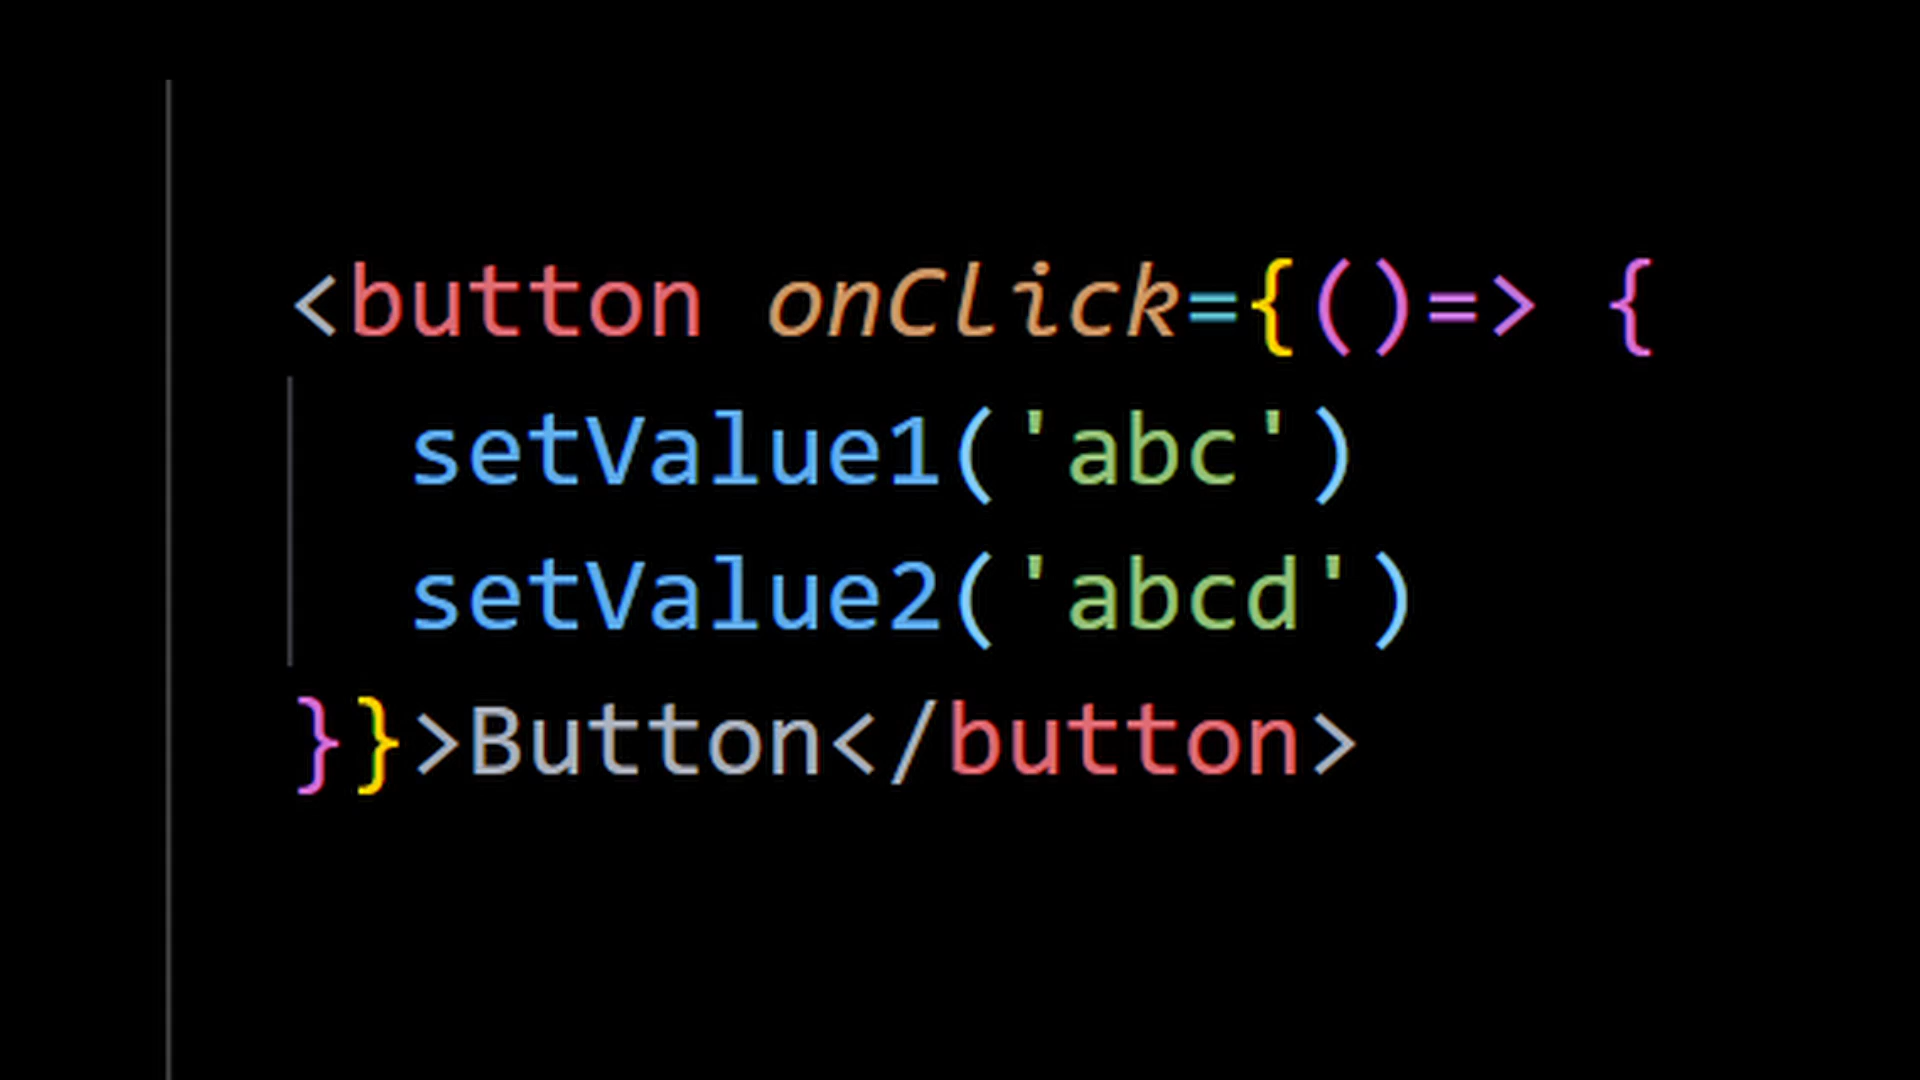 <button onClick={()=> {
setValue1('abc')
setValue2('abcd')
}}>Button</button>